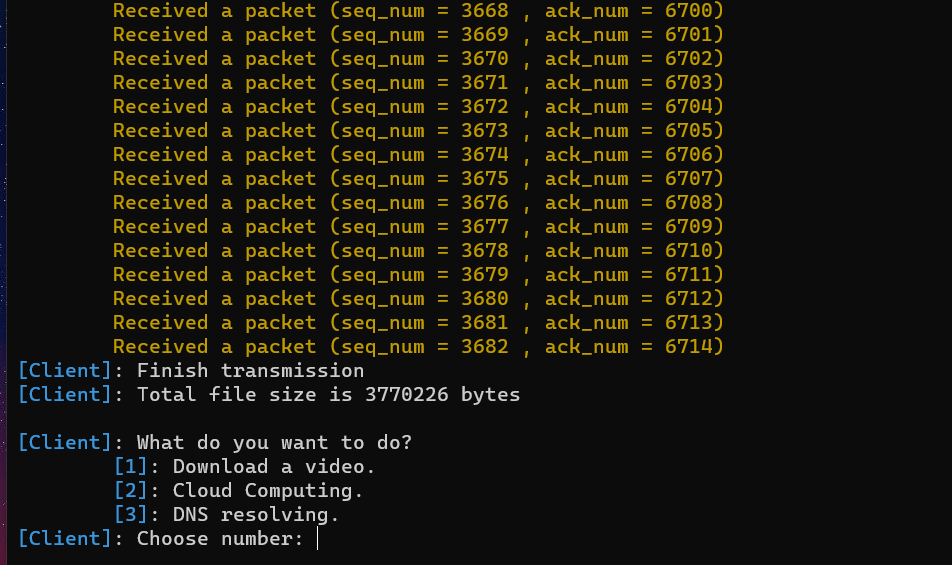 Received a packet (seq_num = 3668 , ack_num = 6700)
Received a packet (seq_num = 3669 , ack_num = 6701)
Received a packet (seq_num = 3670 , ack_num = 6702)
Received a packet (seq_num = 3671 , ack_num = 6703)
Received a packet (seq_num = 3672 , ack_num = 6704)
Received a packet (seq_num = 3673 , ack_num = 6705)
Received a packet (seq_num = 3674 , ack_num = 6706)
Received a packet (seq_num = 3675 , ack_num = 6707)
Received a packet (seq_num = 3676 , ack_num = 6708)
Received a packet (seq_num = 3677 , ack_num = 6709)
Received a packet (seq_num = 3678 , ack_num = 6710)
Received a packet (seq_num = 3679 , ack_num = 6711)
Received a packet (seq_num = 3680 , ack_num = 6712)
Received a packet (seq_num = 3681 , ack_num = 6713)
Received a packet (seq_num = 3682 , ack_num = 6714)
[Client]: Finish transmission
[Client]: Total file size is 3770226 bytes
[Client]: What do you want to do?
[1]: Download a video.
[2]: Cloud Computing.
[3]: DNS resolving.
[Client]: Choose number: